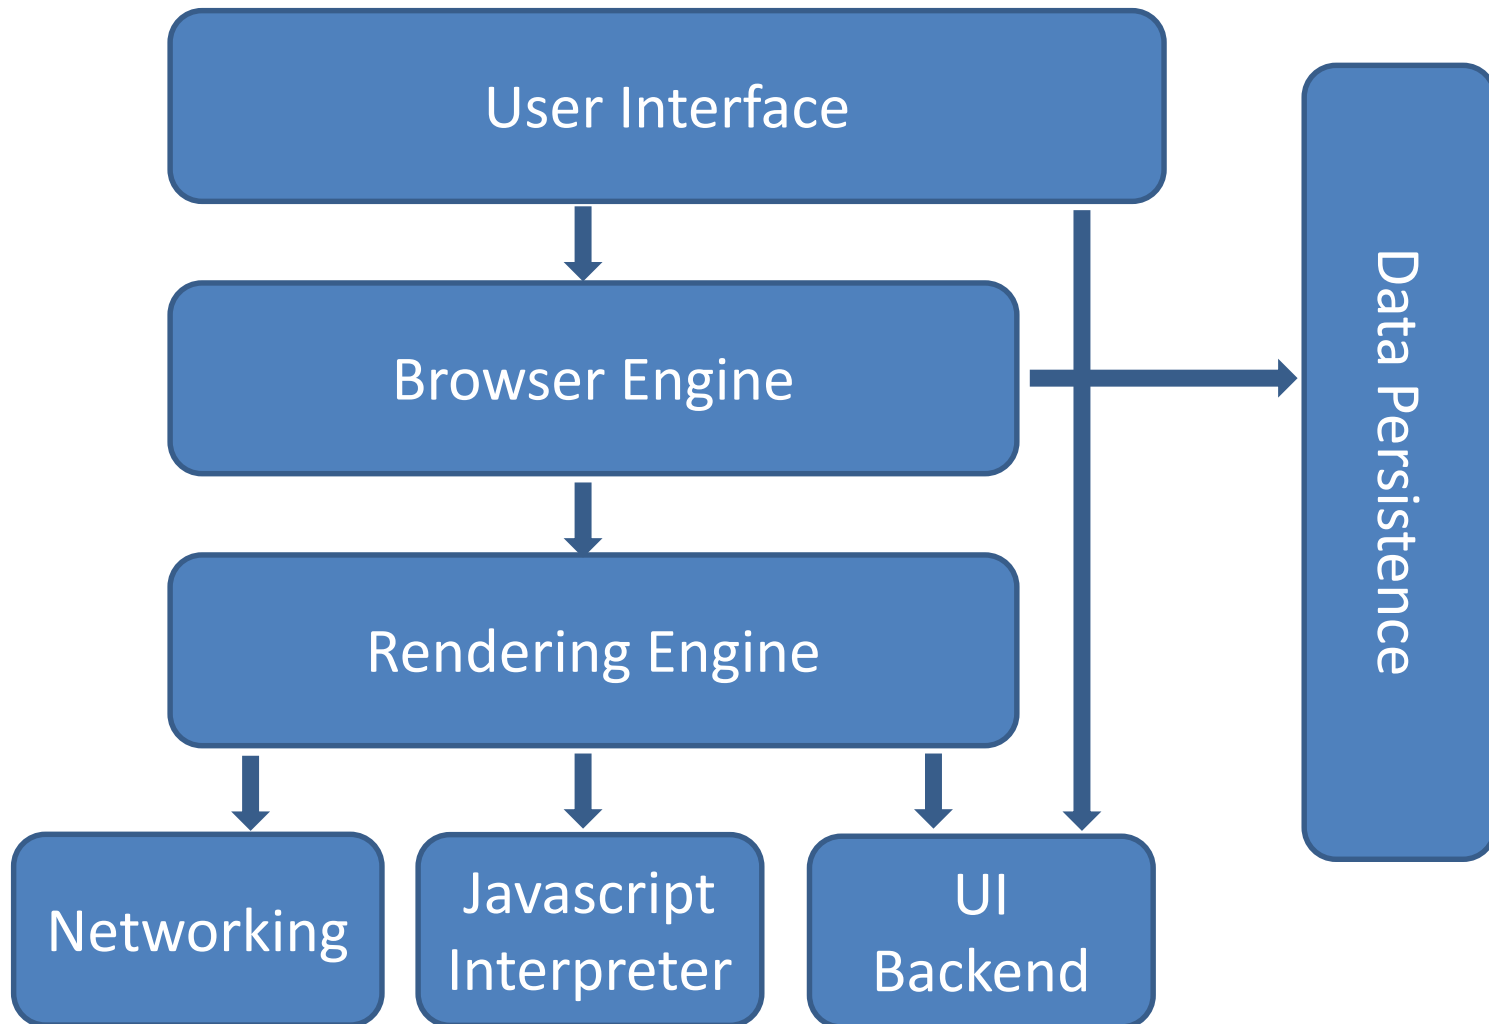 User Interface
Browser Engine
Data Persistence
Rendering Engine
Networking
Javascript
Interpreter
UI
Backend